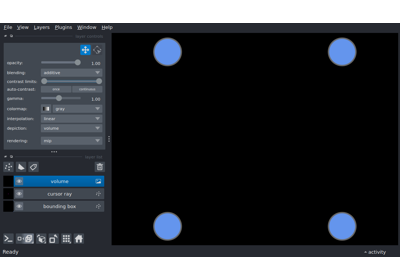 File View Layers Plugins Window Help
opacity: 1.00
blending: additive
contrast limits:
auto-contrast: once continuous
gamma: 1.00
colormap: gray
interpolation: linear
depiction: volume
rendering: mip
volume
cursor ray
bounding box
Ready
activity